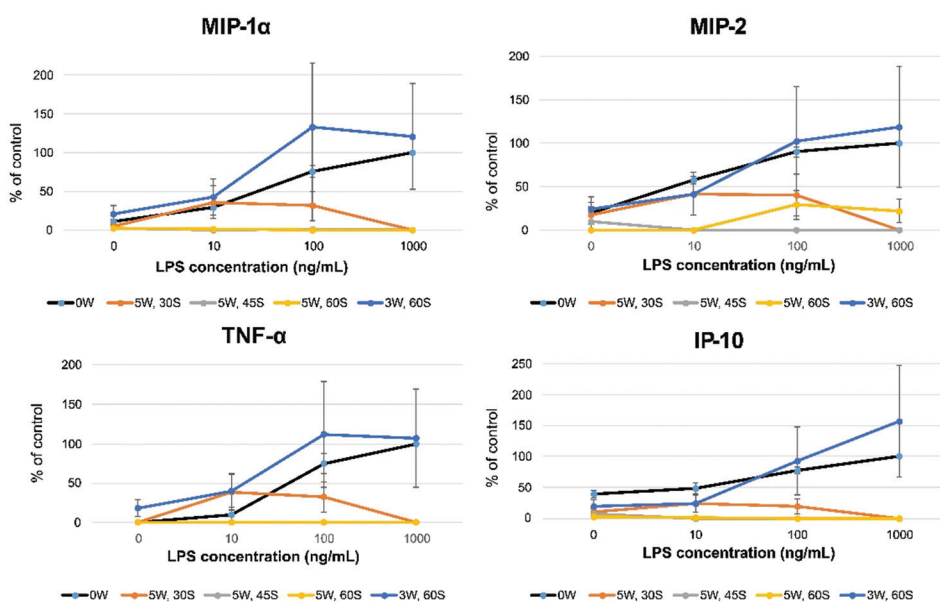 MIP-1α
% of control
200
150
100
50
0
0 10 100 1000
LPS concentration (ng/mL)
0W 5W, 30S 5W, 45S 5W, 60S 3W, 60S
MIP-2
% of control
200
150
100
50
0
0 10 100 1000
LPS concentration (ng/mL)
0W 5W, 30S 5W, 45S 5W, 60S 3W, 60S
TNF-α
% of control
200
150
100
50
0
0 10 100 1000
LPS concentration (ng/mL)
0W 5W, 30S 5W, 45S 5W, 60S 3W, 60S
IP-10
% of control
250
200
150
100
50
0
0 10 100 1000
LPS concentration (ng/mL)
0W 5W, 30S 5W, 45S 5W, 60S 3W, 60S